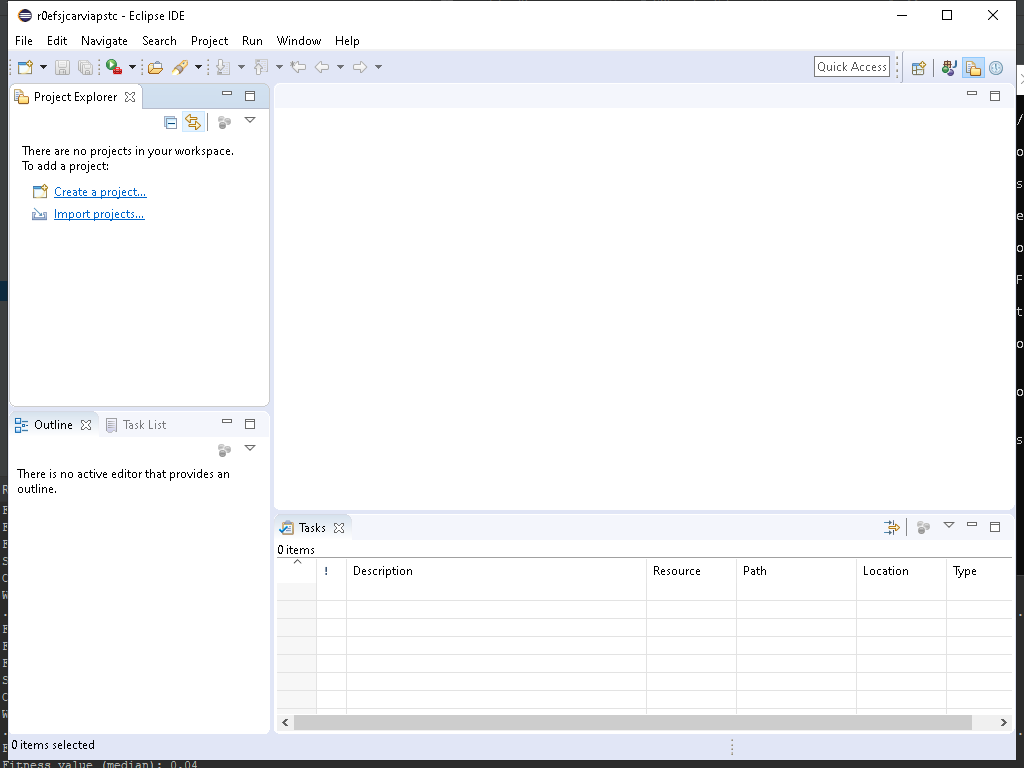 r0efsjcarviapstc - Eclipse IDE
File Edit Navigate Search Project Run Window Help
Quick Access
Project Explorer
There are no projects in your workspace.
To add a project:
Create a project...
Import projects...
Outline Task List
There is no active editor that provides an
outline.
Tasks
0 items
! Description Resource Path Location Type
0 items selected
Fitness value (median): 0.04